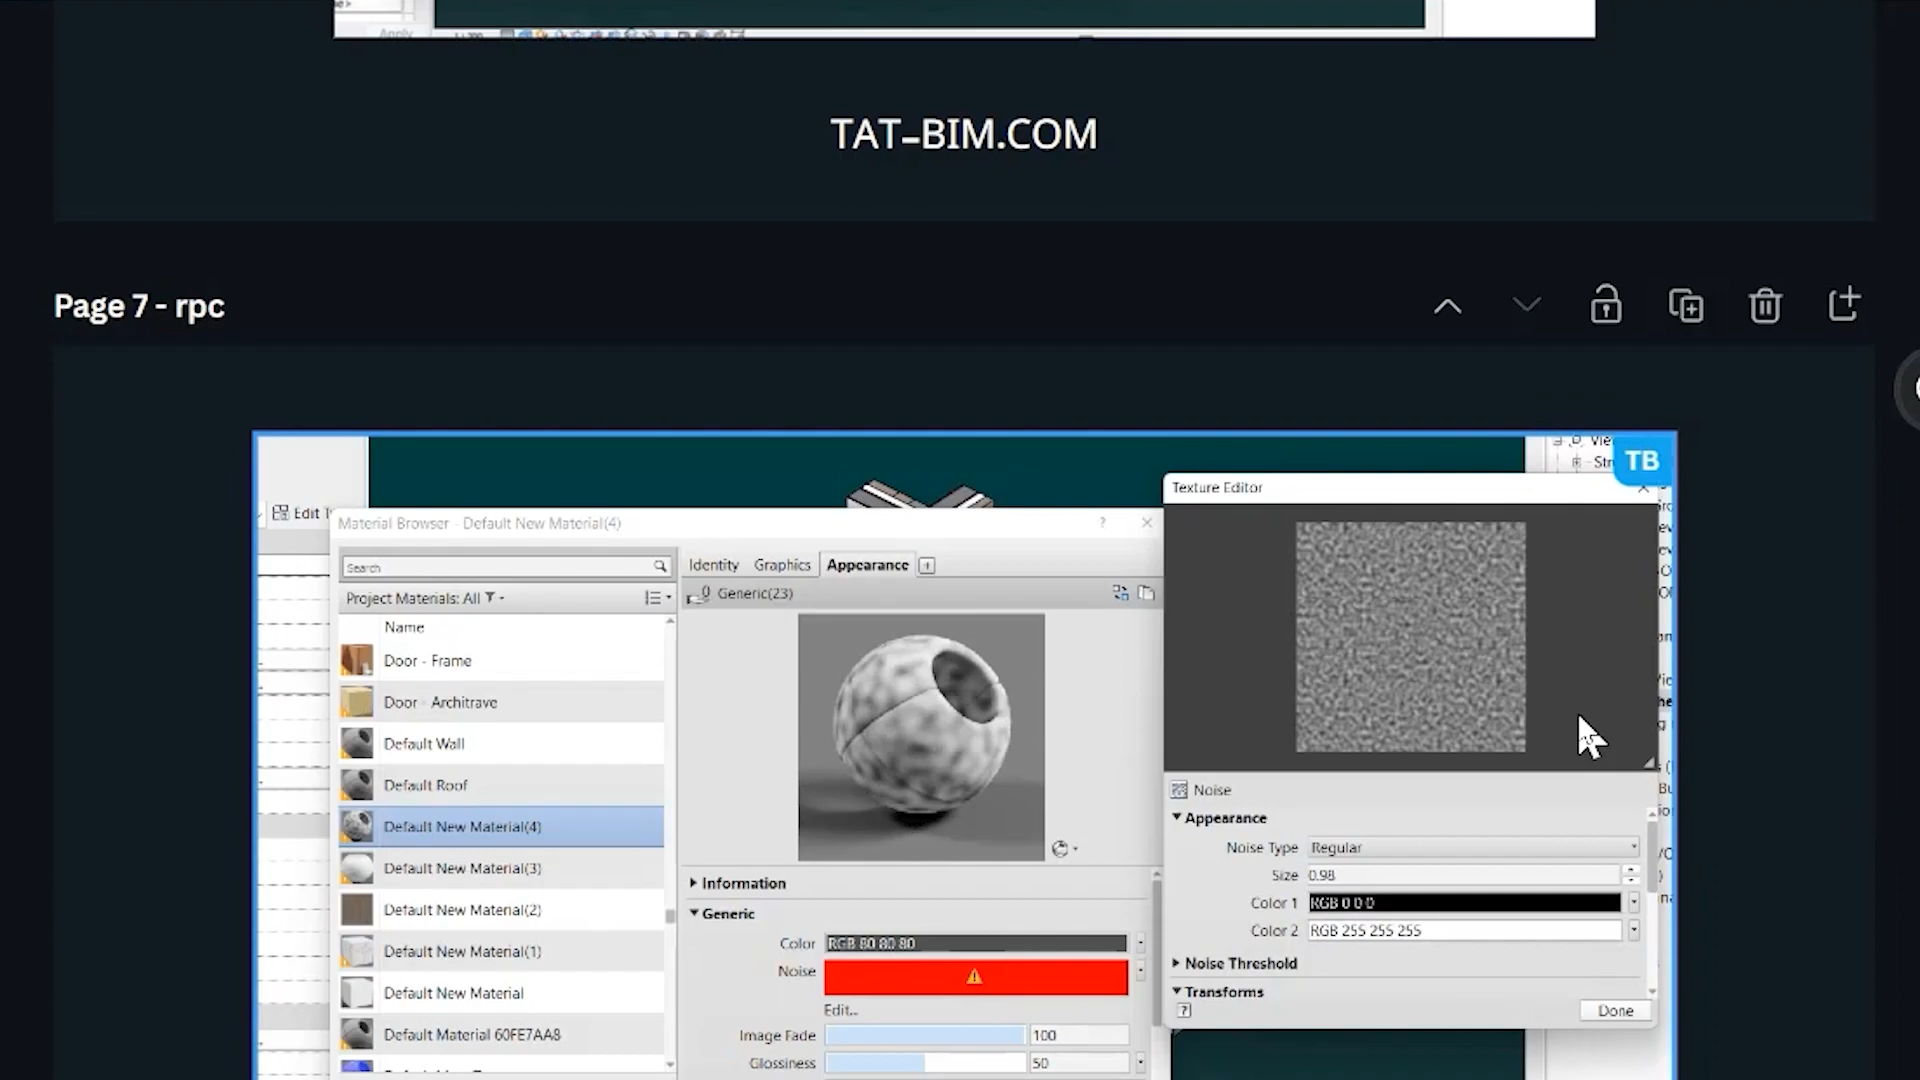 Apply
TAT-BIM.COM
Page 7 - rpc
TB
Edit
Material Browser - Default New Material(4)
?
Search
Project Materials: All
Name
Door - Frame
Door - Architrave
Default Wall
Default Roof
Default New Material(4)
Default New Material(3)
Default New Material(2)
Default New Material(1)
Default New Material
Default Material 60FE7AA8
Identity Graphics Appearance
Generic(23)
Information
Generic
Color RGB 80 80 80
Noise
Edit...
Image Fade 100
Glossiness 50
Texture Editor
Noise
Appearance
Noise Type Regular
Size 0.98
Color 1 RGB 0 0 0
Color 2 RGB 255 255 255
Noise Threshold
Transforms
?
Done